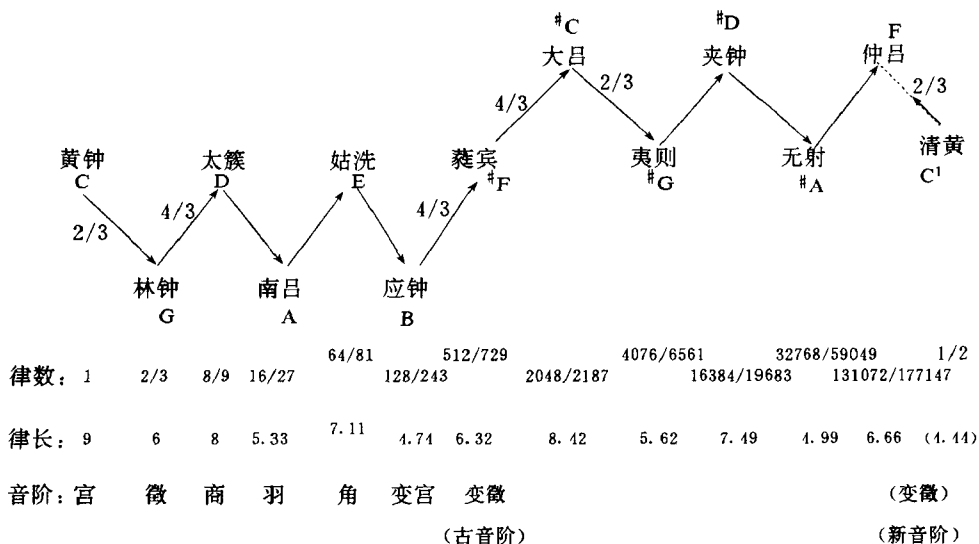 ♯C ♯D F
大吕 夹钟 仲吕
4/3 2/3 2/3
黄钟 太簇 姑洗 蕤宾 夷则 无射 清黄
C D E ♯F ♯G ♯A C¹
2/3 4/3 4/3
林钟 南吕 应钟
G A B
64/81 512/729 4076/6561 32768/59049 1/2
律数: 1 2/3 8/9 16/27 128/243 2048/2187 16384/19683 131072/177147
律长: 9 6 8 5.33 7.11 4.74 6.32 8.42 5.62 7.49 4.99 6.66 (4.44)
音阶: 宫 徵 商 羽 角 变宫 变徵 (变徵)
(古音阶) (新音阶)